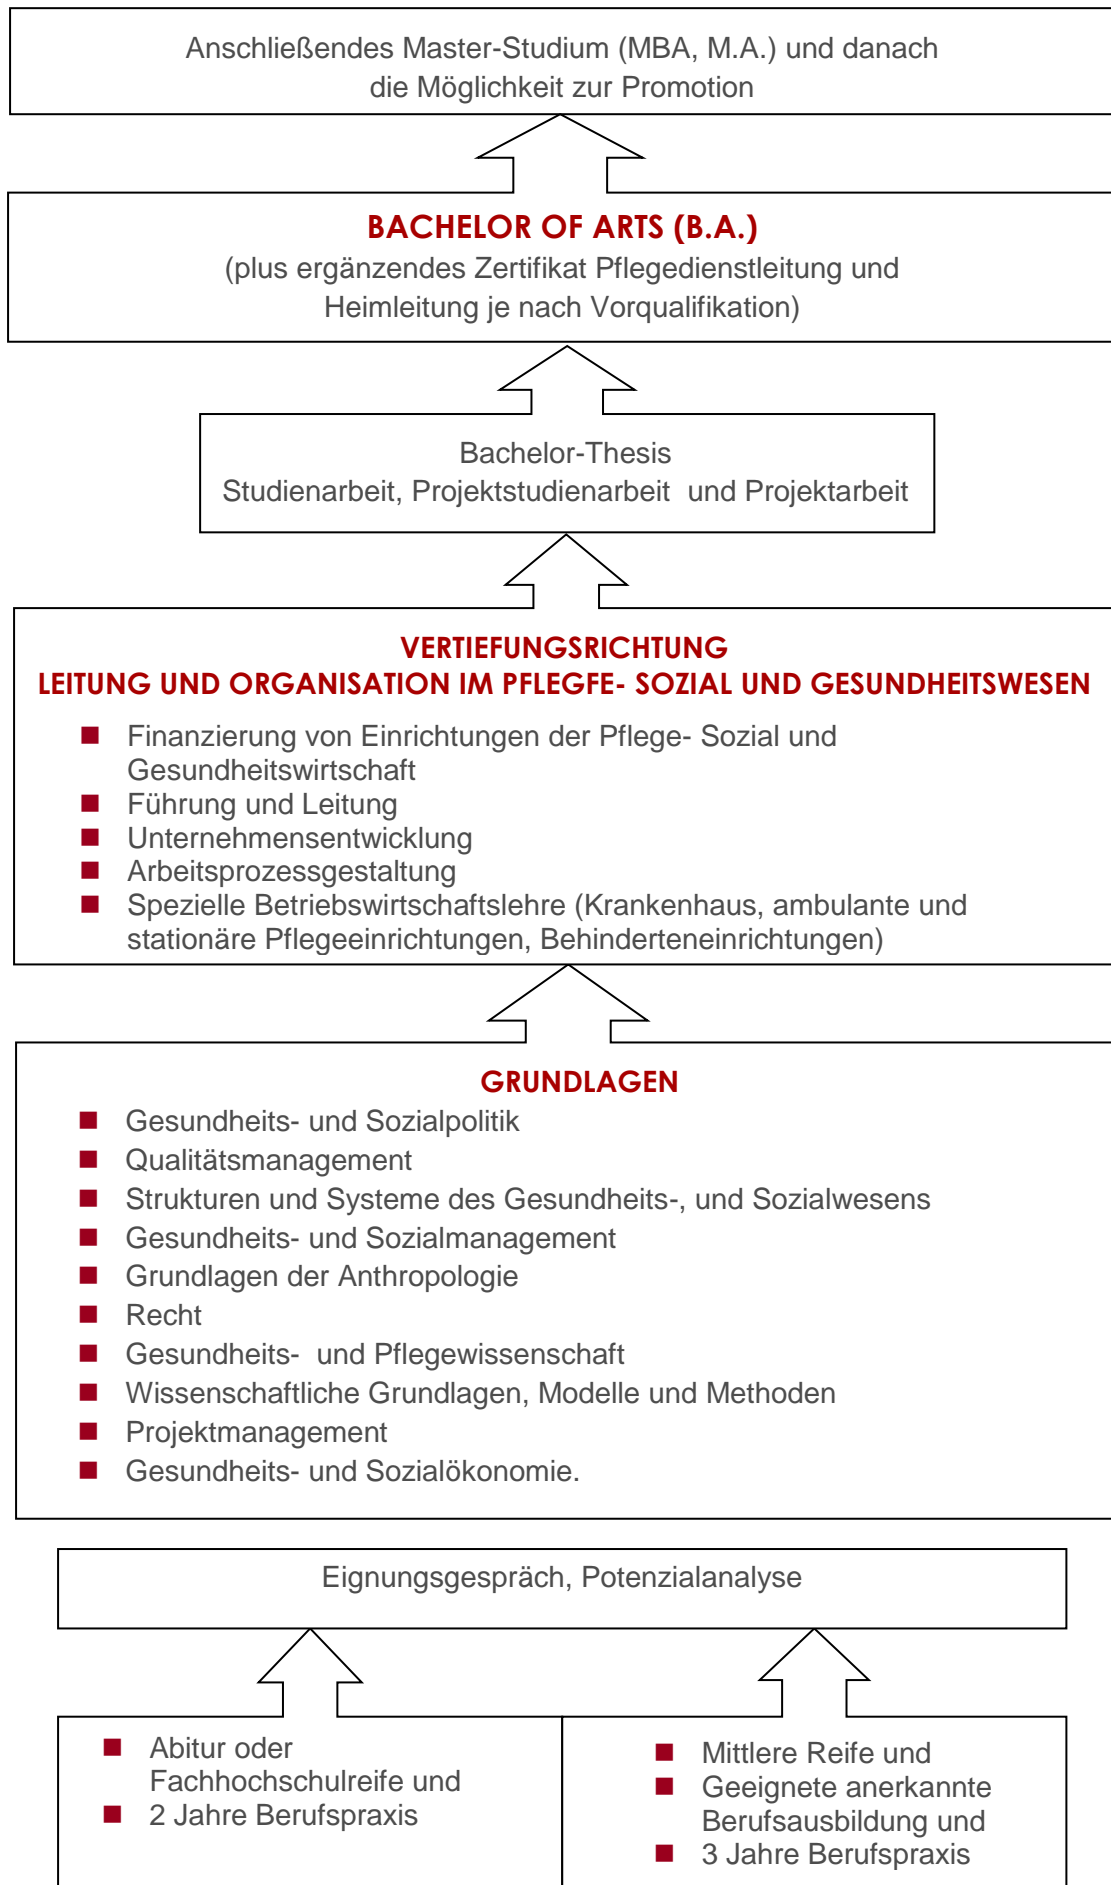 Anschließendes Master-Studium (MBA, M.A.) und danach
die Möglichkeit zur Promotion
BACHELOR OF ARTS (B.A.)
(plus ergänzendes Zertifikat Pflegedienstleitung und
Heimleitung je nach Vorqualifikation)
Bachelor-Thesis
Studienarbeit, Projektstudienarbeit  und Projektarbeit
VERTIEFUNGSRICHTUNG
LEITUNG UND ORGANISATION IM PFLEGFE- SOZIAL UND GESUNDHEITSWESEN
Finanzierung von Einrichtungen der Pflege- Sozial und
Gesundheitswirtschaft
Führung und Leitung
Unternehmensentwicklung
Arbeitsprozessgestaltung
Spezielle Betriebswirtschaftslehre (Krankenhaus, ambulante und
stationäre Pflegeeinrichtungen, Behinderteneinrichtungen)
GRUNDLAGEN
Gesundheits- und Sozialpolitik
Qualitätsmanagement
Strukturen und Systeme des Gesundheits-, und Sozialwesens
Gesundheits- und Sozialmanagement
Grundlagen der Anthropologie
Recht
Gesundheits-  und Pflegewissenschaft
Wissenschaftliche Grundlagen, Modelle und Methoden
Projektmanagement
Gesundheits- und Sozialökonomie.
Eignungsgespräch, Potenzialanalyse
Abitur oder
Fachhochschulreife und
2 Jahre Berufspraxis
Mittlere Reife und
Geeignete anerkannte
Berufsausbildung und
3 Jahre Berufspraxis